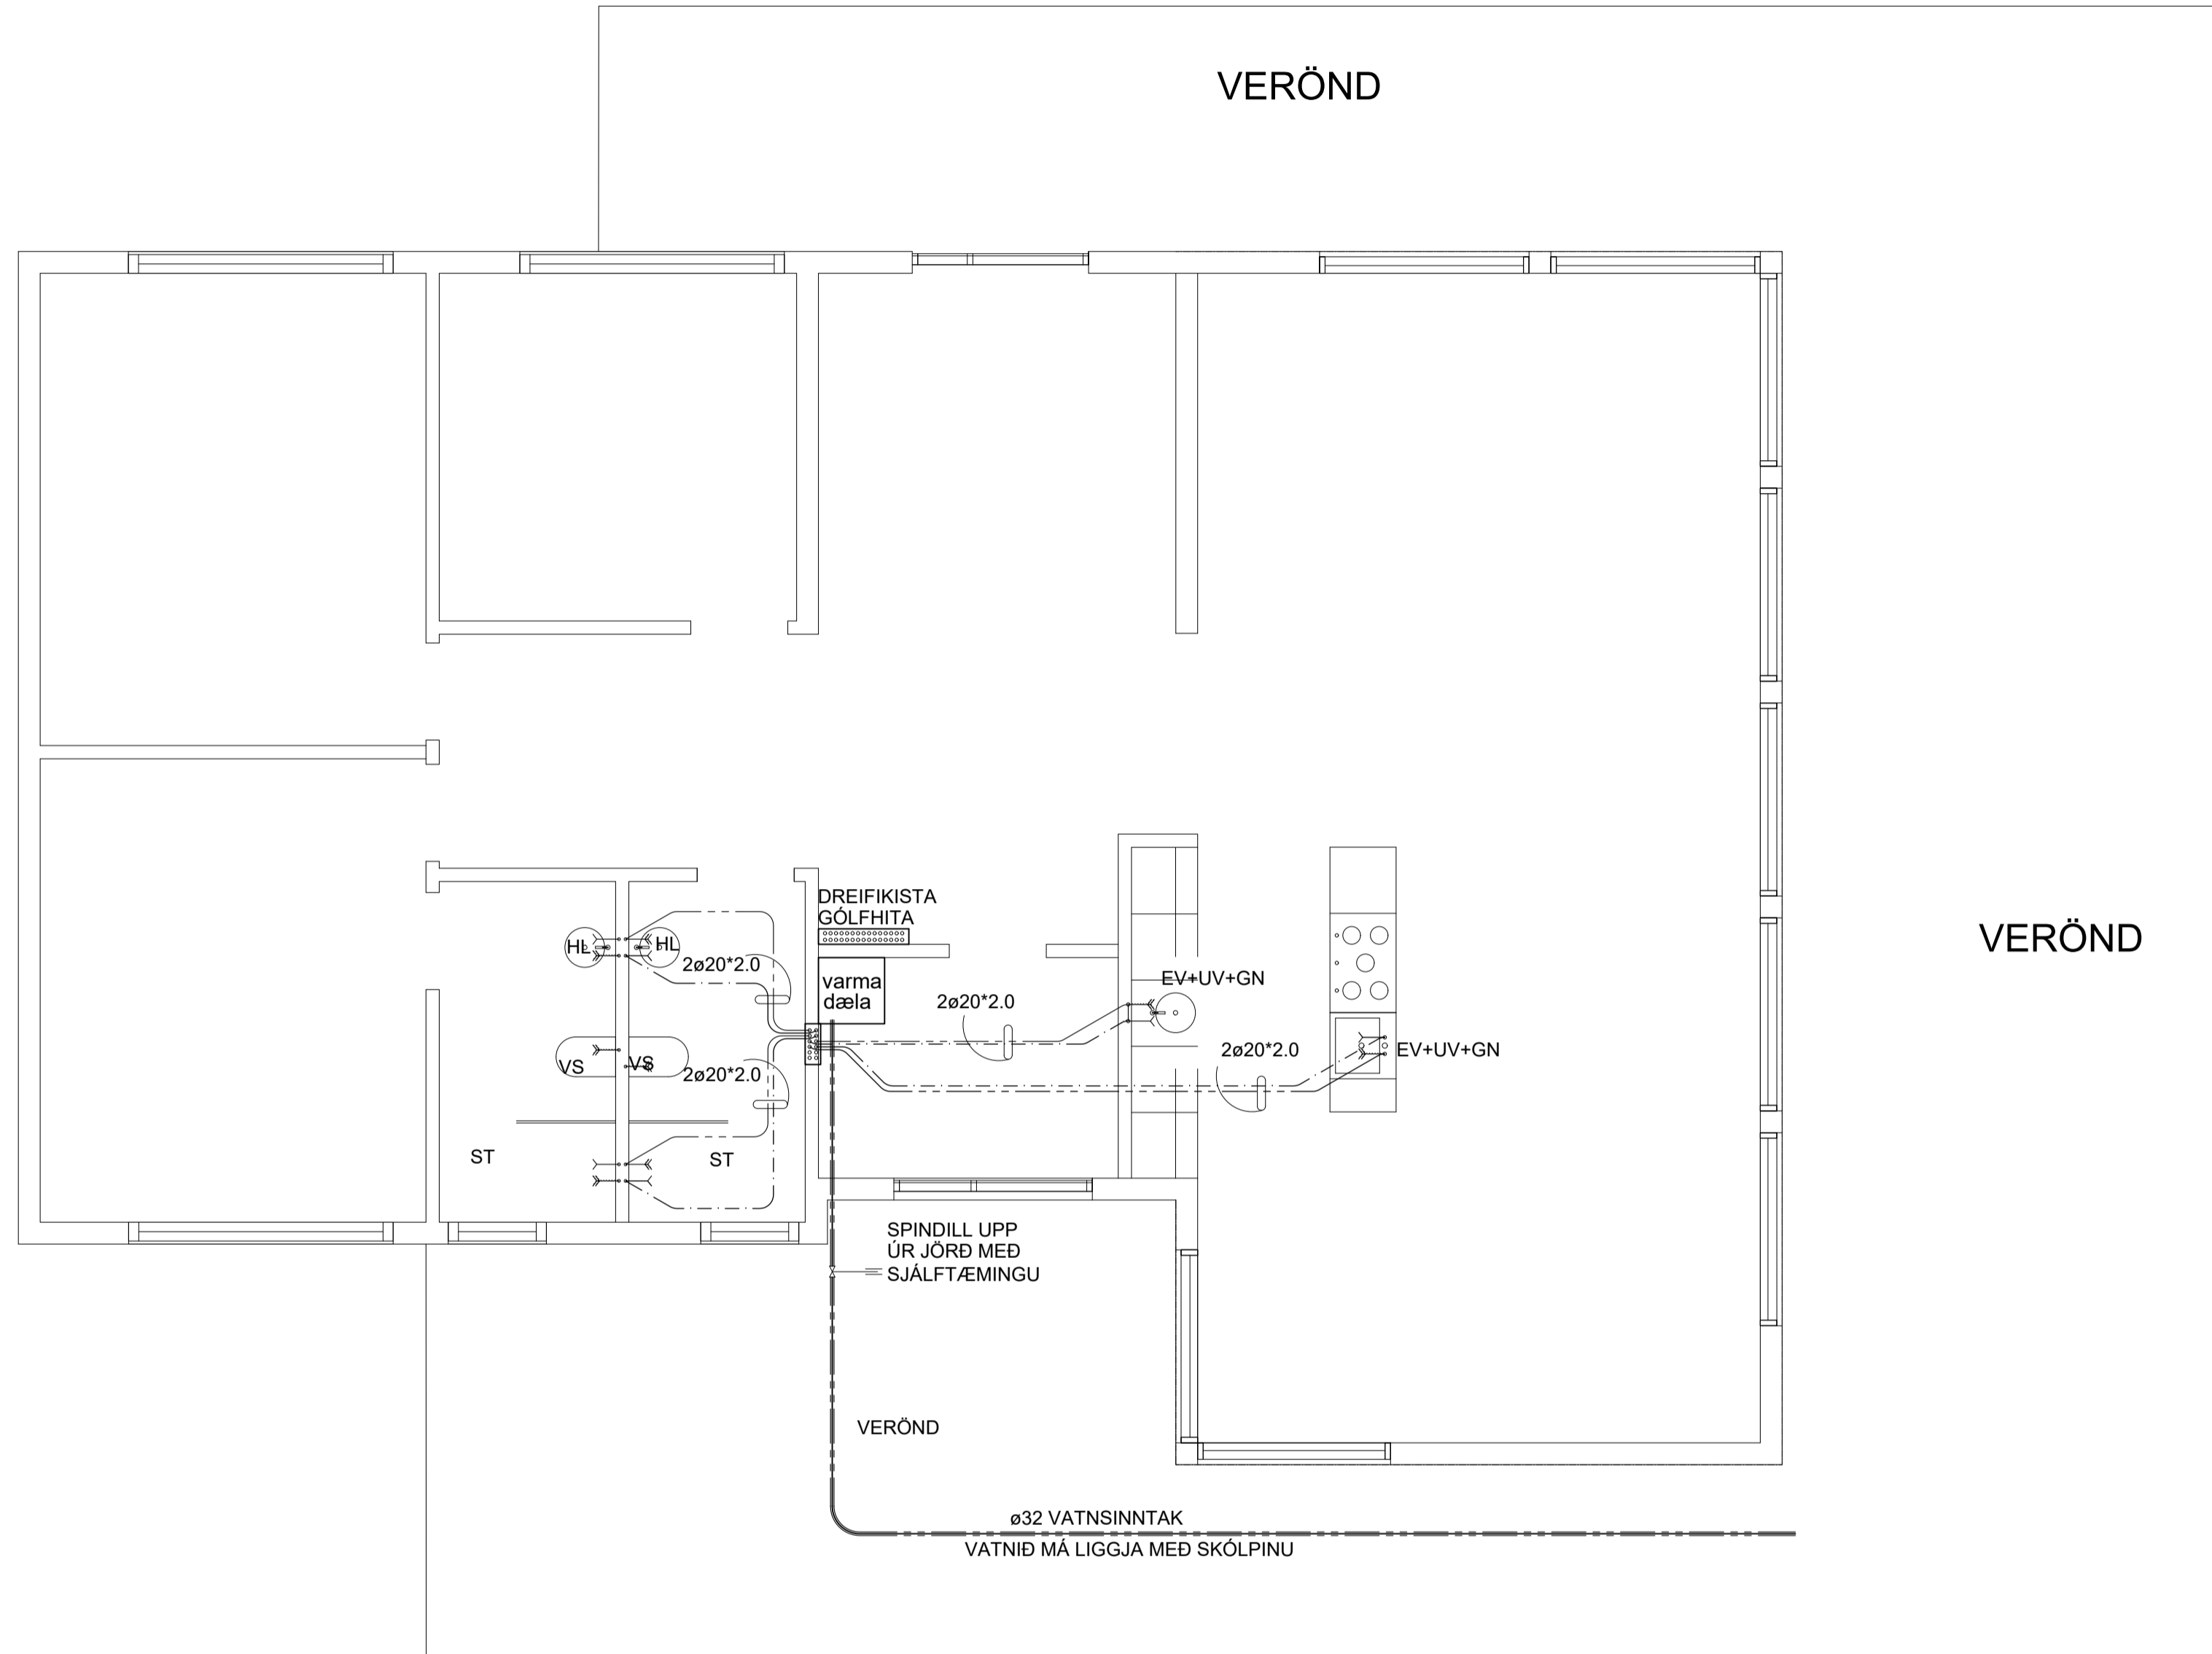 VERÖND
DREIFIKISTA
GÓLFHITA
VERÖND
HL
HL
2ø20*2.0
varma
dæla
EV+UV+GN
2ø20*2.0
2ø20*2.0
EV+UV+GN
VS
VS
2ø20*2.0
ST
ST
SPINDILL UPP
ÚR JÖRÐ MEÐ
SJÁLFTÆMINGU
VERÖND
ø32 VATNSINNTAK
VATNIÐ MÁ LIGGJA MEÐ SKÓLPINU